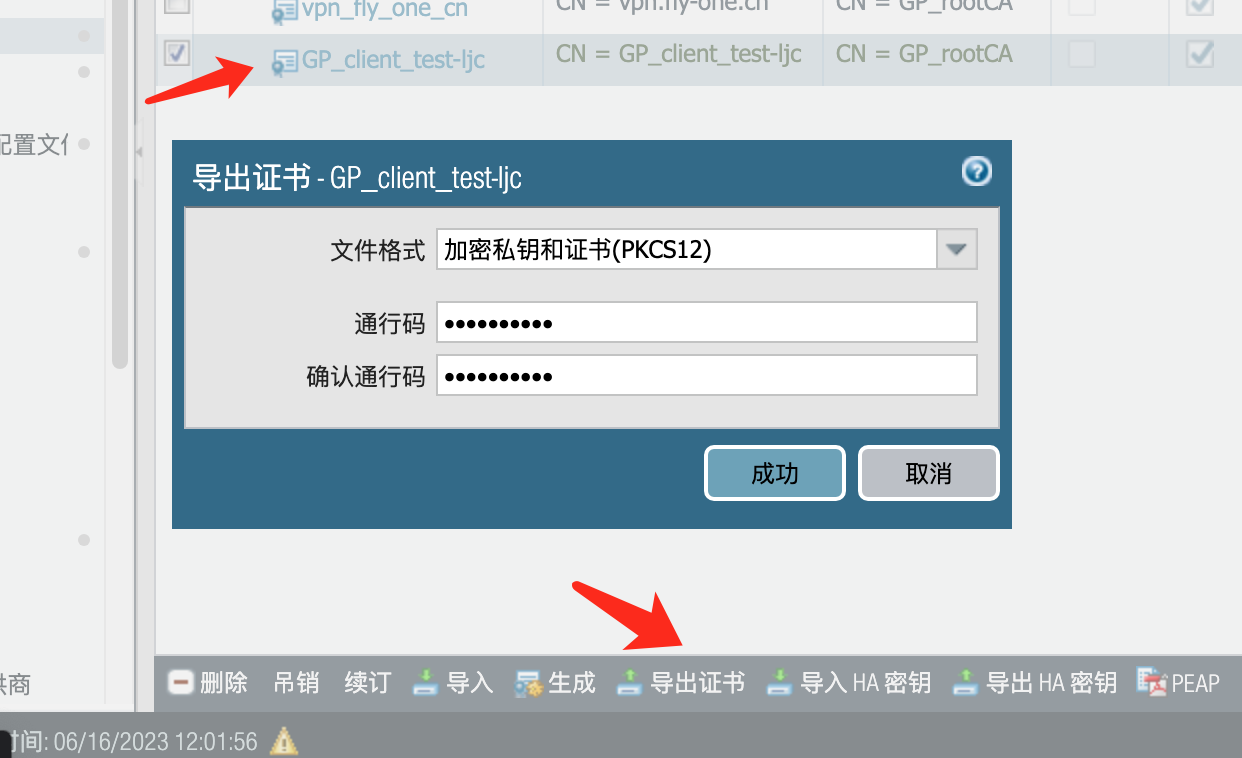 vpn_fly_one_cn CN = vpn.fly-one.cn CN = GP_rootCA
GP_client_test-ljc CN = GP_client_test-ljc CN = GP_rootCA
配置文件
导出证书 - GP_client_test-ljc
文件格式 加密私钥和证书(PKCS12)
通行码 ••••••••••
确认通行码 ••••••••••
成功 取消
供商
删除 吊销 续订 导入 生成 导出证书 导入 HA 密钥 导出 HA 密钥 PEAP
时间: 06/16/2023 12:01:56